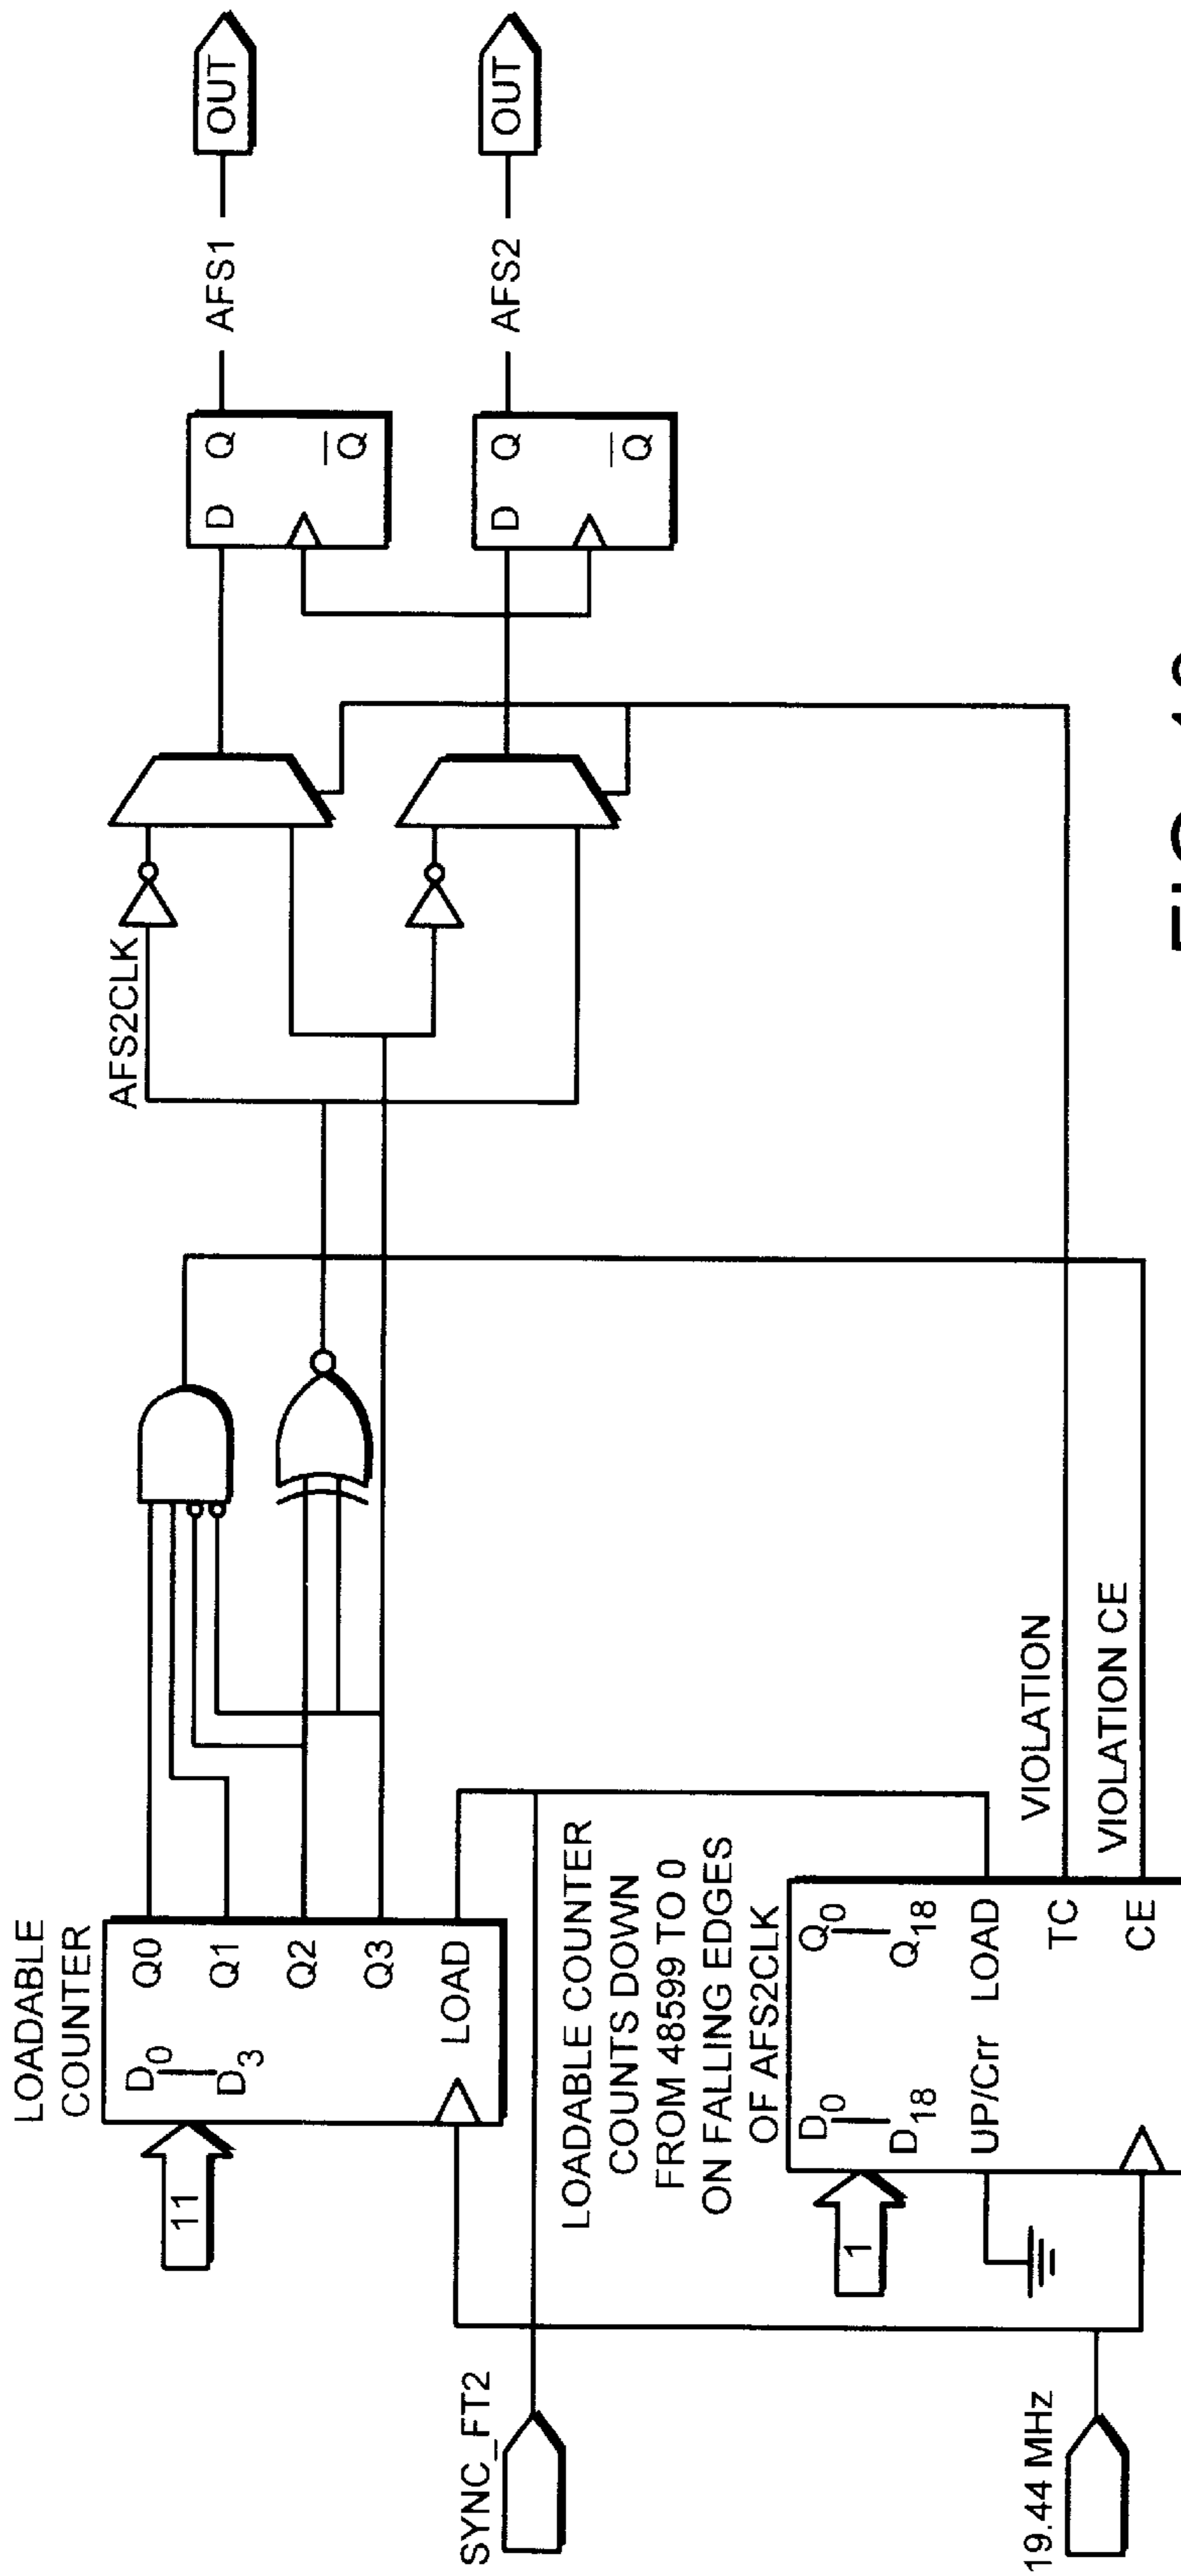 LOADABLE
COUNTER
11
D0
D3
Q0
Q1
Q2
Q3
LOAD
SYNC_FT2
19.44 MHz
LOADABLE COUNTER
COUNTS DOWN
FROM 48599 TO 0
ON FALLING EDGES
OF AFS2CLK
1
D0
D18
UP/Crr
Q0
Q18
LOAD
TC
CE
VIOLATION
VIOLATION CE
AFS2CLK
D Q
Q
D Q
Q
AFS1
OUT
AFS2
OUT